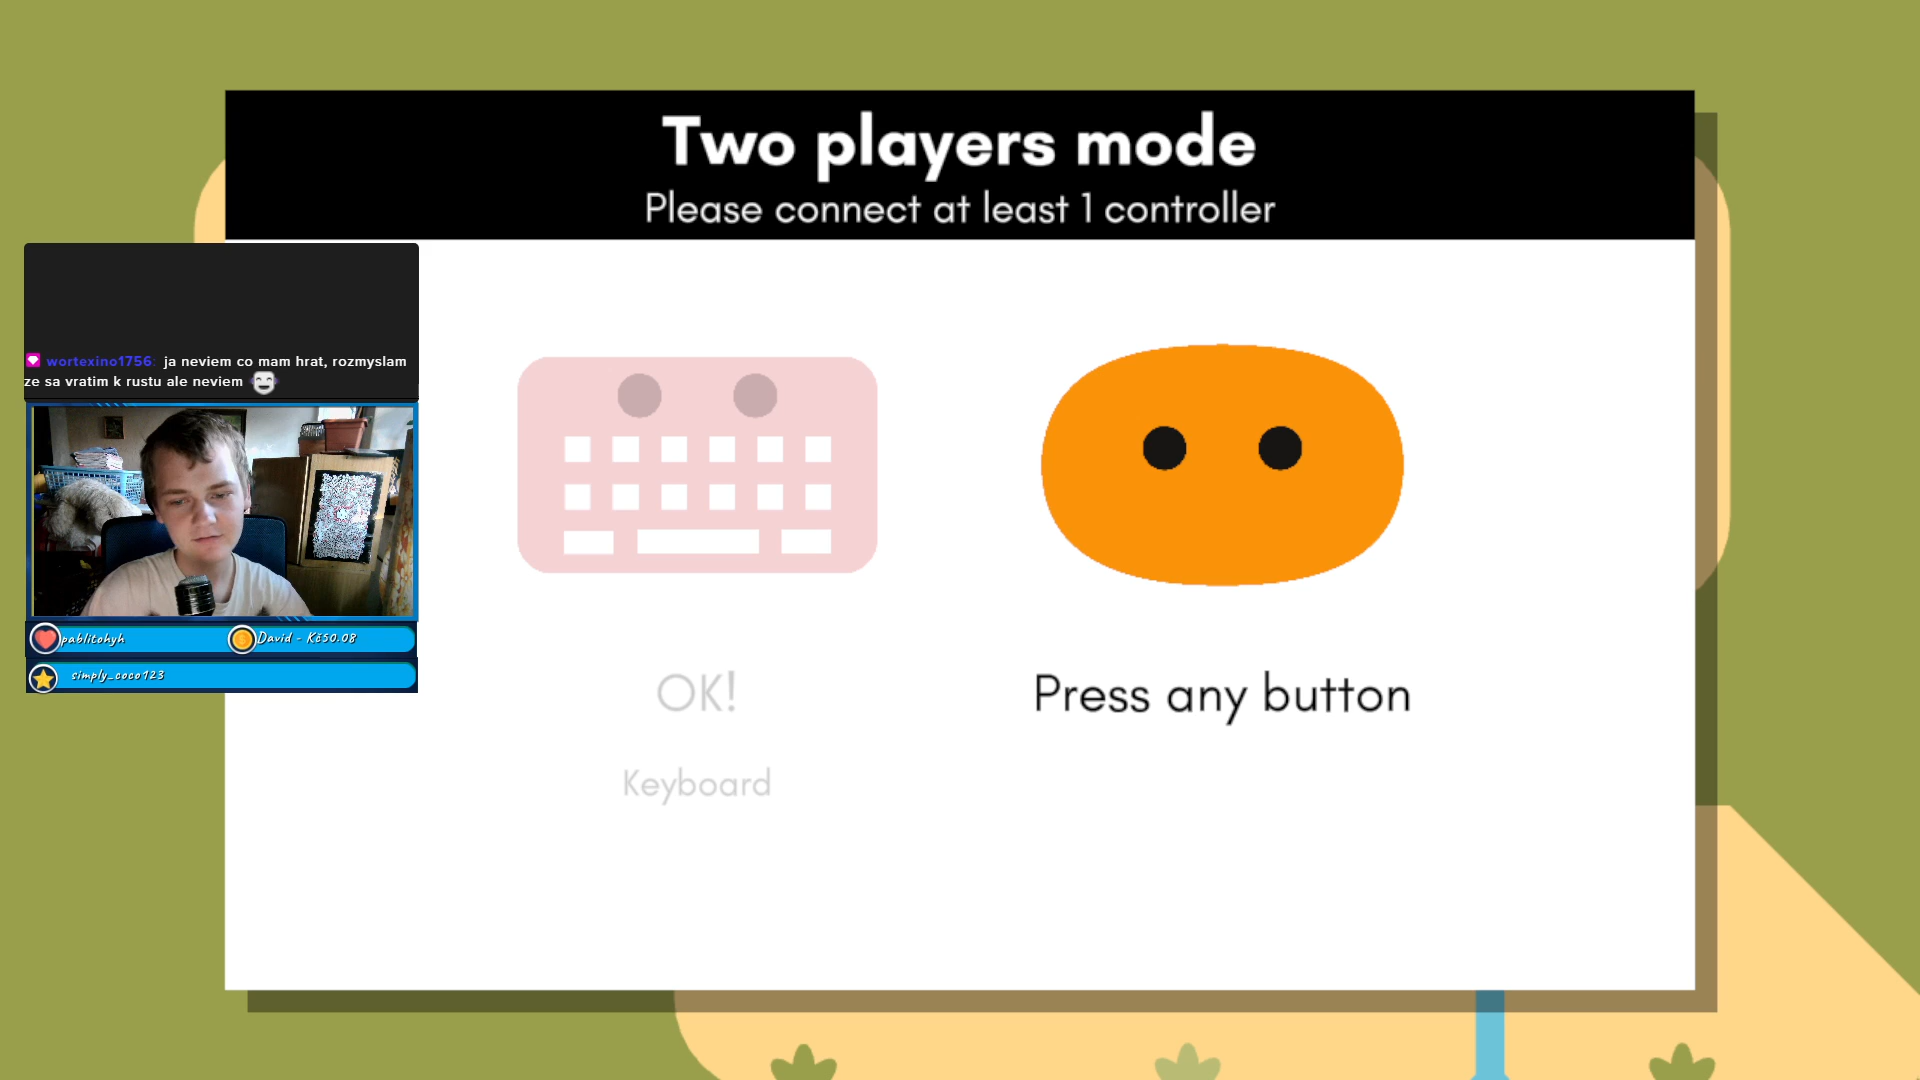 Two players mode
Please connect at least 1 controller
wortexino1756: ja neviem co mam hrat, rozmyslam
ze sa vratim k rustu ale neviem
pablitohyh
David - Kč50.08
simply_coco123
OK!
Keyboard
Press any button